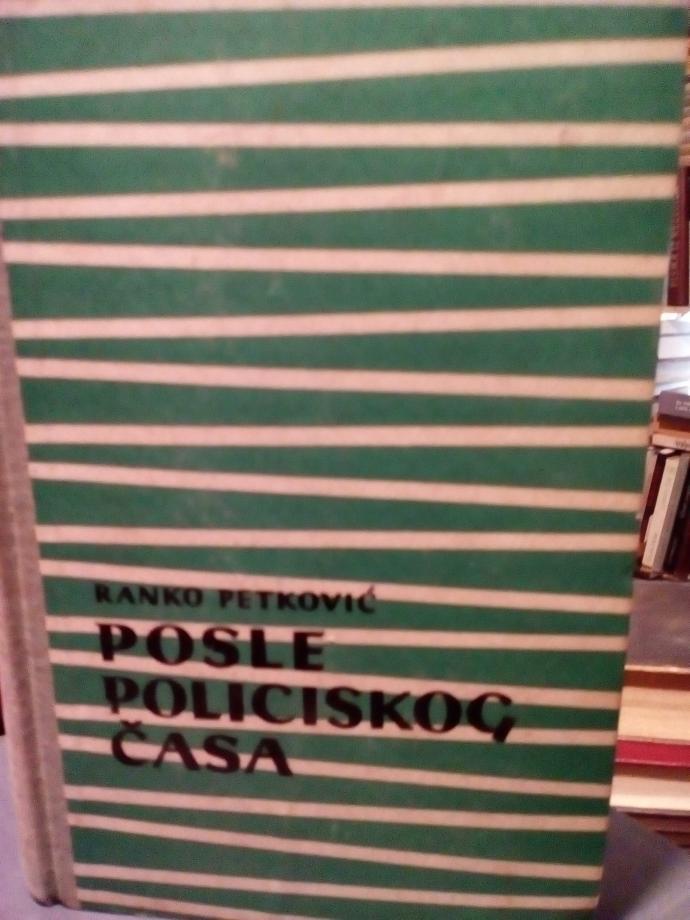 RANKO PETKOVIĆ
POSLE
POLICISKOG
ČASA